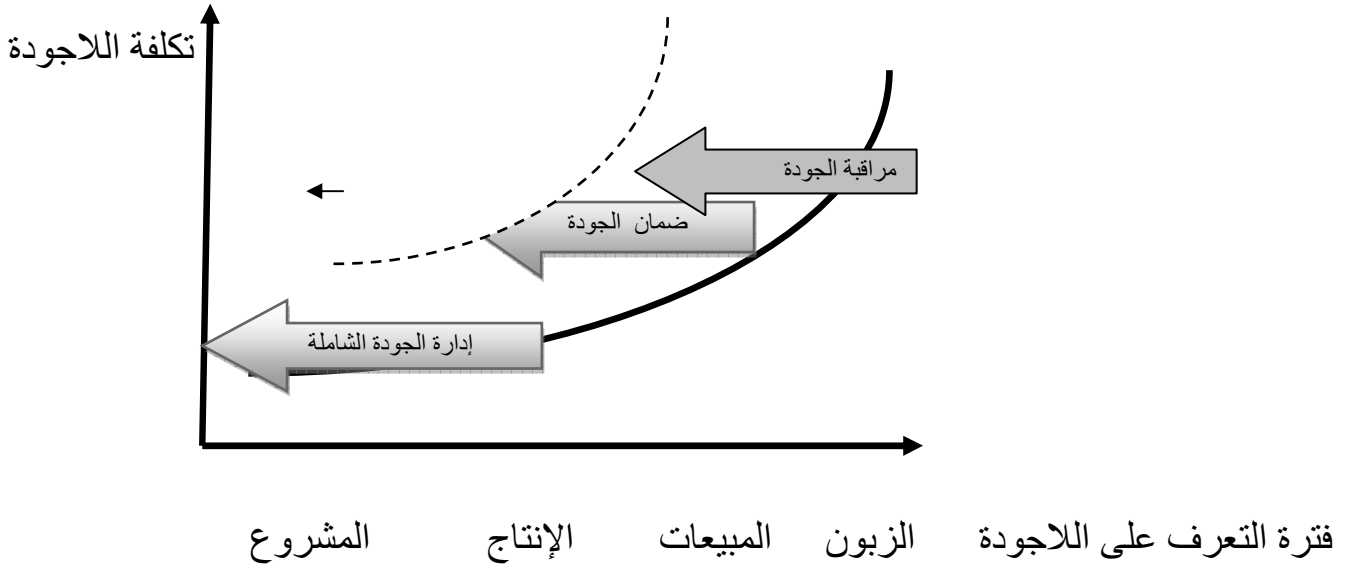 تكلفة اللاجودة
مراقبة الجودة
ضمان الجودة
إدارة الجودة الشاملة
فترة التعرف على اللاجودة الزبون المبيعات الإنتاج المشروع